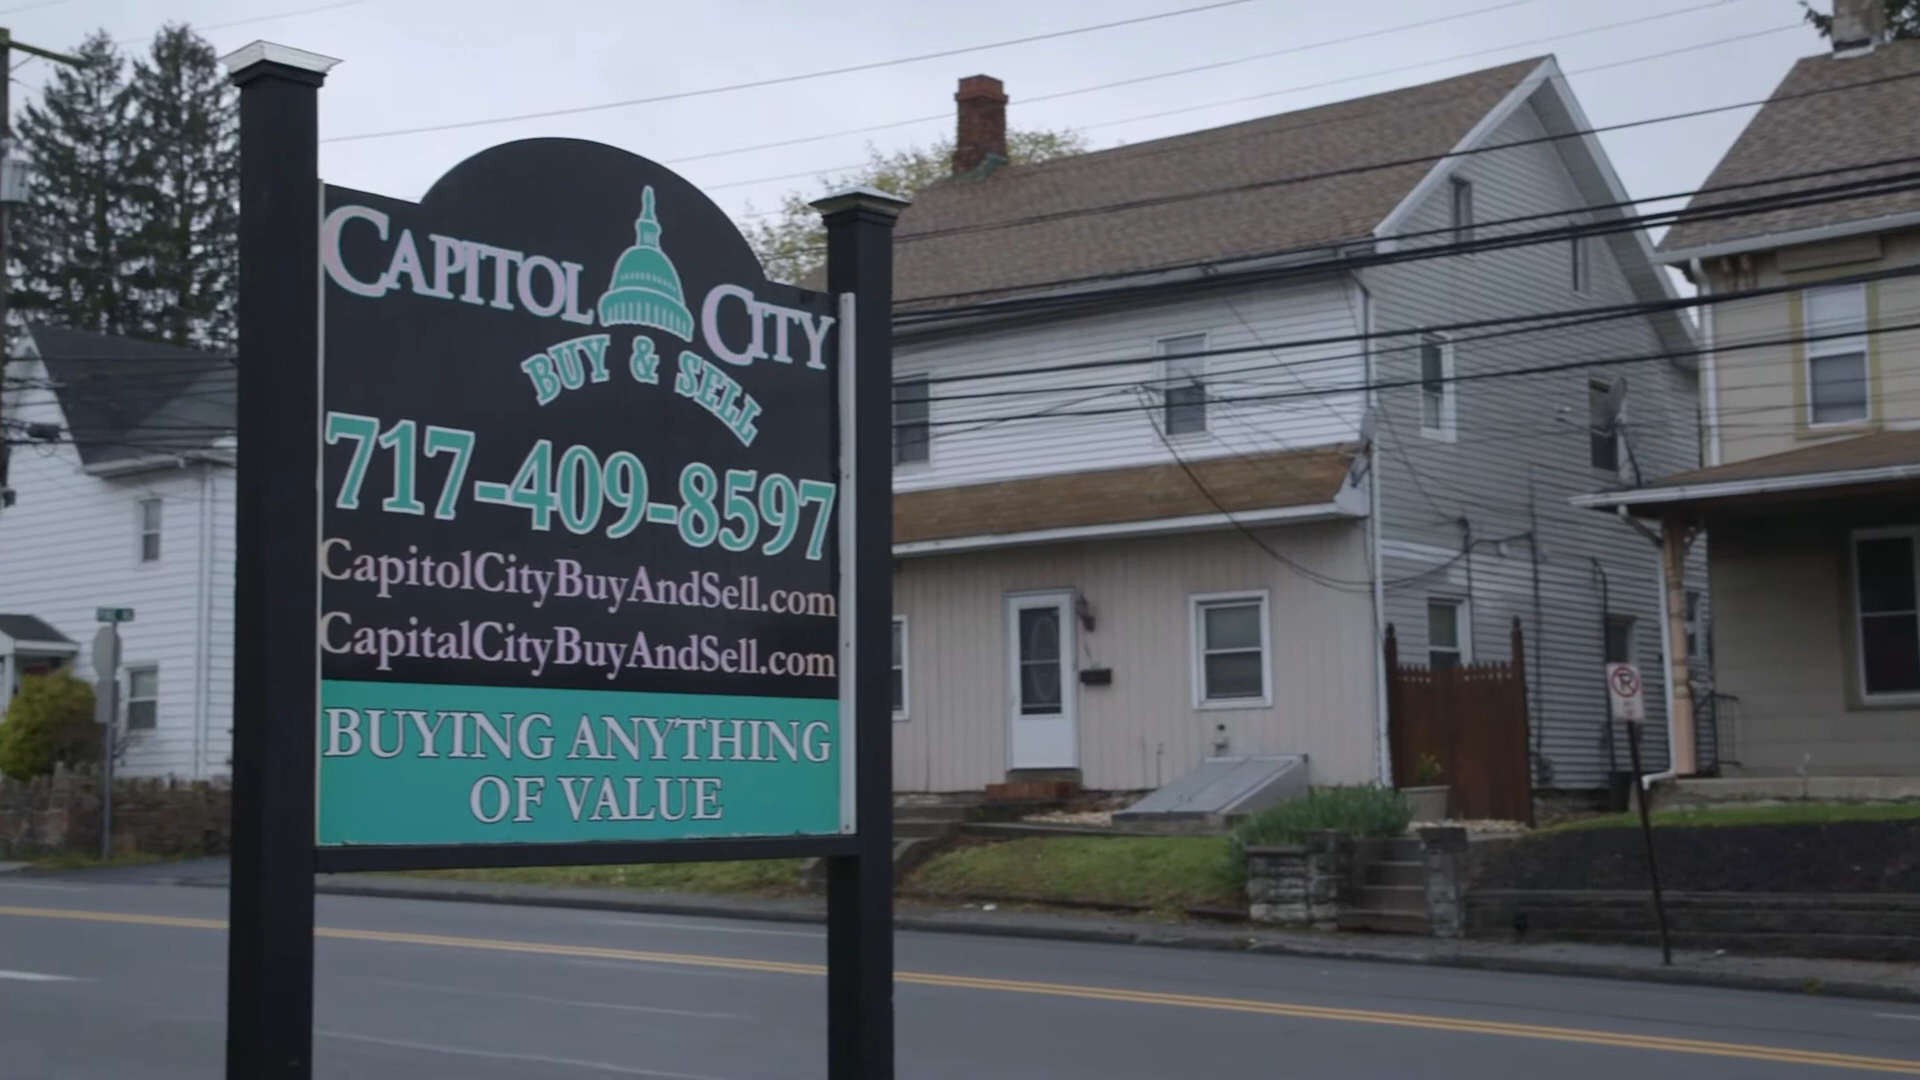 CAPITOL CITY
BUY & SELL
717-409-8597
CapitolCityBuyAndSell.com
CapitalCityBuyAndSell.com
BUYING ANYTHING
OF VALUE